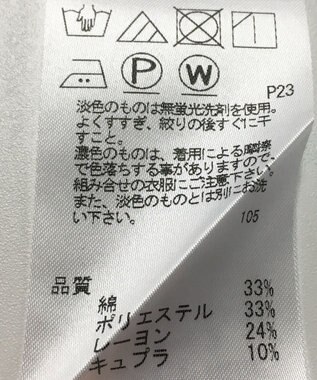 P
W
P23
淡色のものは無蛍光洗剤を使用。
よくすすぎ、絞りの後すぐに干
すこと。
濃色のものは、着用による摩擦
で色落ちする事がありますので、
組み合せの衣服にご注意下さい。
また、淡色のものとは別にお洗
い下さい。
105
品質
綿 33%
ポリエステル 33%
レーヨン 24%
キュプラ 10%